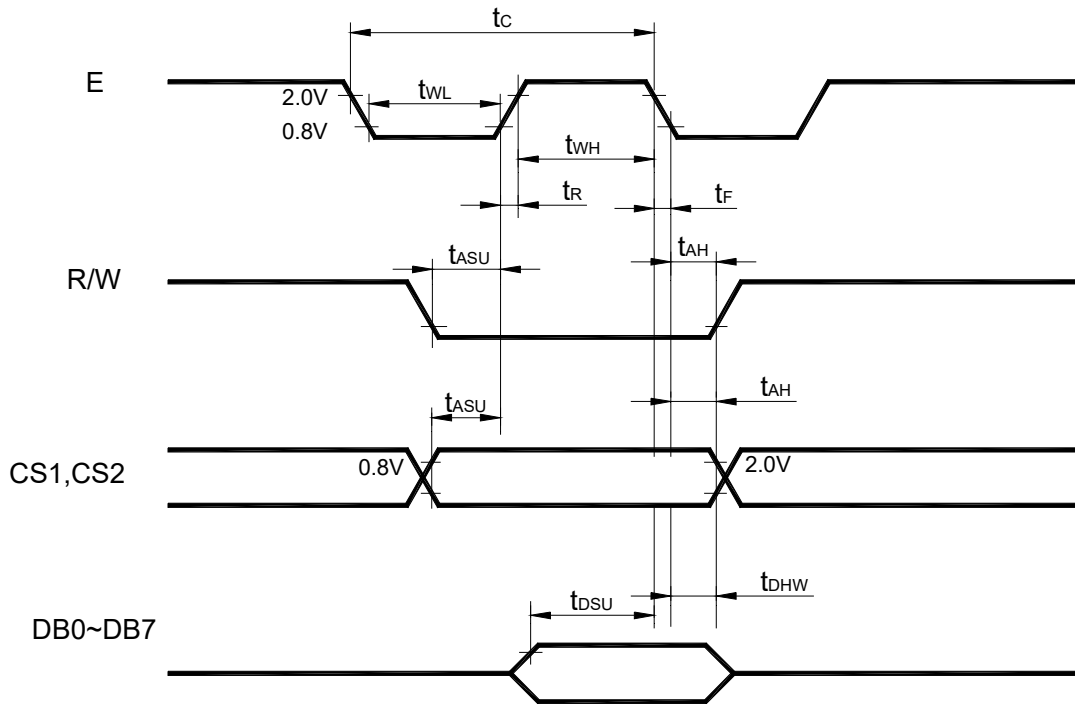 tC
E
2.0V
tWL
0.8V
tWH
tR
tF
tASU
tAH
R/W
tAH
tASU
0.8V
2.0V
CS1,CS2
tDHW
tDSU
DB0~DB7